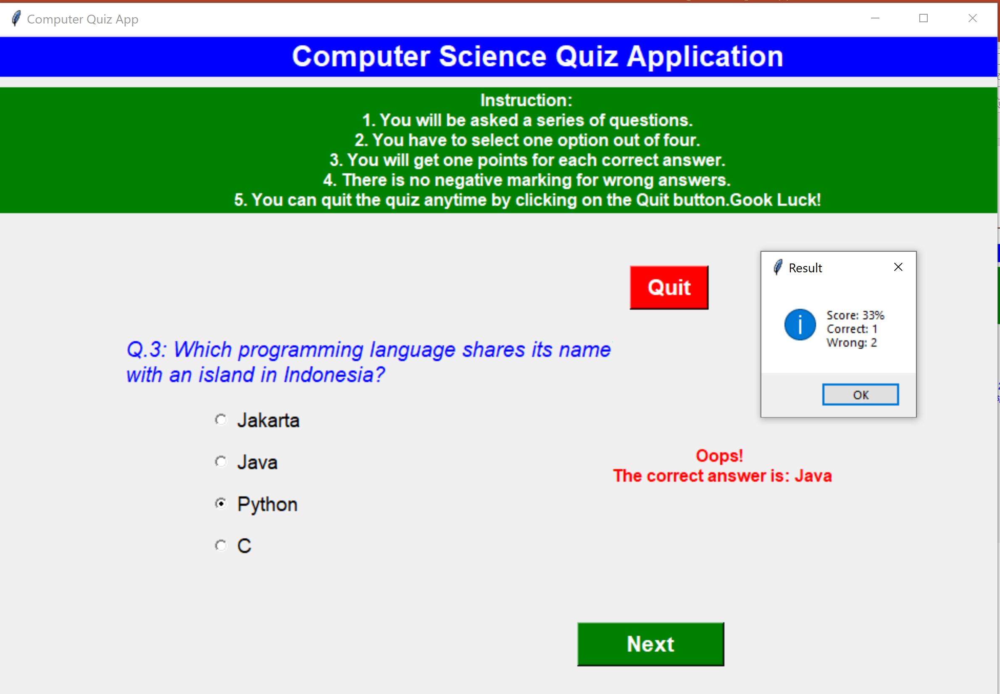 Computer Quiz App
Computer Science Quiz Application
Instruction:
1. You will be asked a series of questions.
2. You have to select one option out of four.
3. You will get one points for each correct answer.
4. There is no negative marking for wrong answers.
5. You can quit the quiz anytime by clicking on the Quit button.Gook Luck!
Quit
Result
Score: 33%
Correct: 1
Wrong: 2
OK
Q.3: Which programming language shares its name
with an island in Indonesia?
Jakarta
Java
Python
C
Oops!
The correct answer is: Java
Next